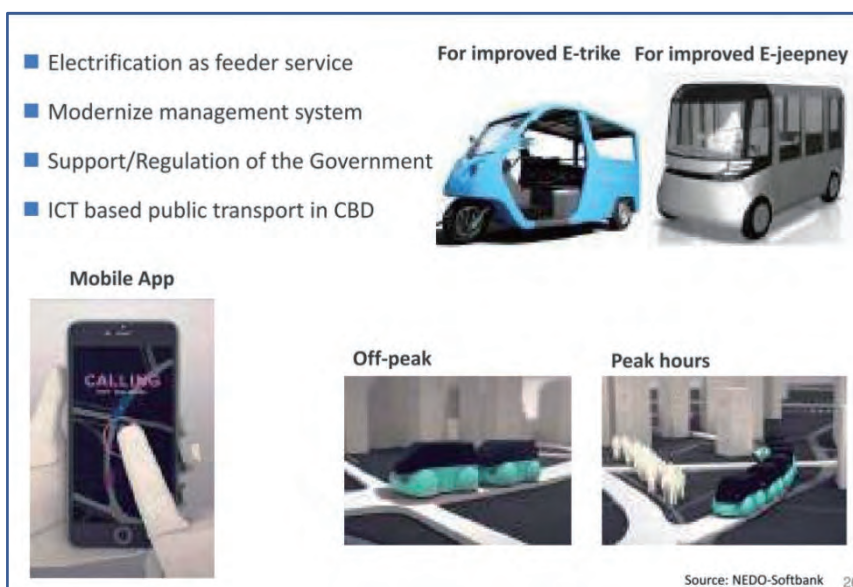 Electrification as feeder service
Modernize management system
Support/Regulation of the Government
ICT based public transport in CBD
For improved E-trike
For improved E-jeepney
Mobile App
CALLING
Off-peak
Peak hours
Source: NEDO-Softbank